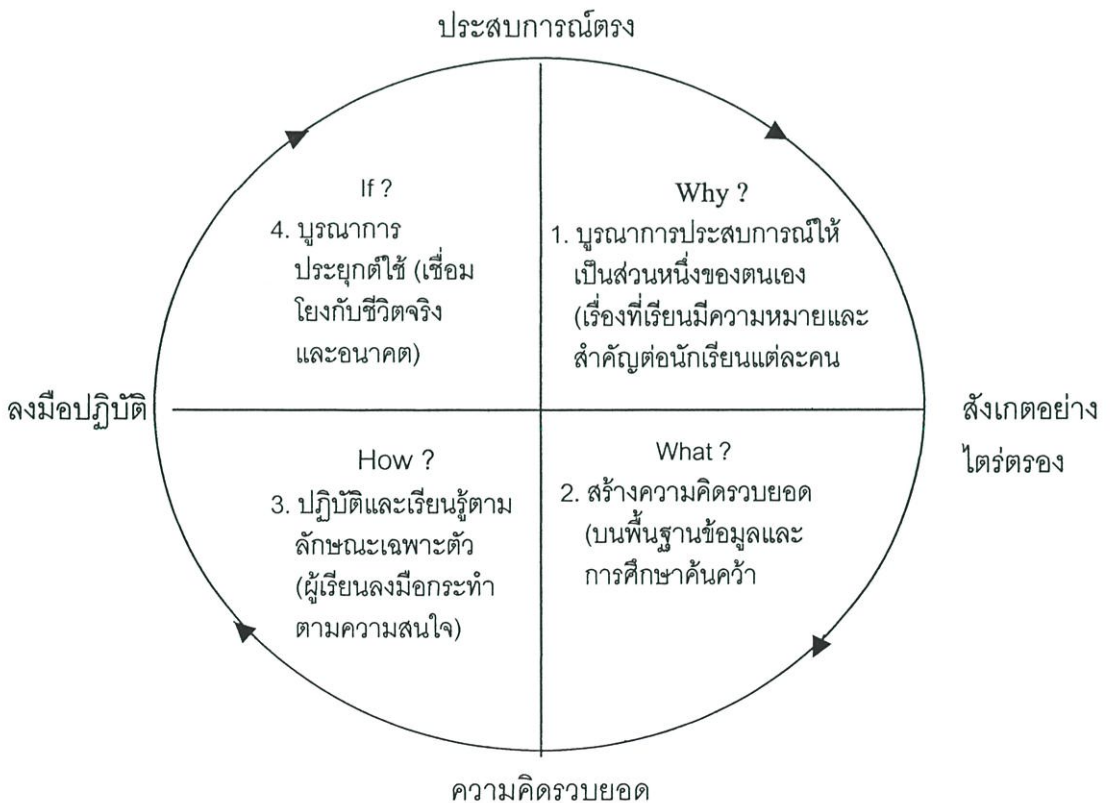 ประสบการณ์ตรง
If ?
4. บูรณาการ
ประยุกต์ใช้ (เชื่อม
โยงกับชีวิตจริง
และอนาคต)
Why ?
1. บูรณาการประสบการณ์ให้
เป็นส่วนหนึ่งของตนเอง
(เรื่องที่เรียนมีความหมายและ
สำคัญต่อนักเรียนแต่ละคน
ลงมือปฏิบัติ
สังเกตอย่าง
ไตร่ตรอง
How ?
3. ปฏิบัติและเรียนรู้ตาม
ลักษณะเฉพาะตัว
(ผู้เรียนลงมือกระทำ
ตามความสนใจ)
What ?
2. สร้างความคิดรวบยอด
(บนพื้นฐานข้อมูลและ
การศึกษาค้นคว้า
ความคิดรวบยอด